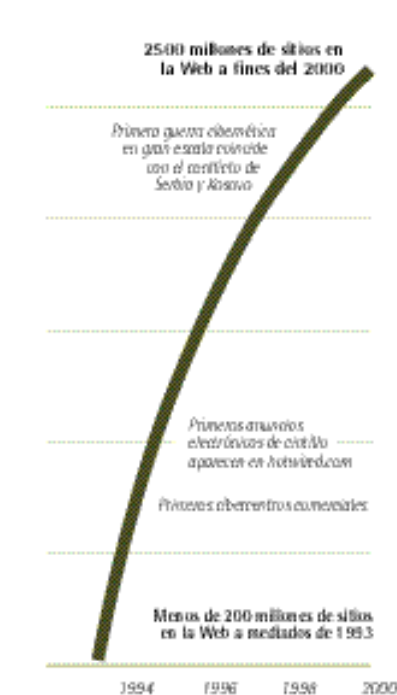 2500 millones de sitios en
la Web a fines del 2000
Primera guerra cibernética
en gran escala coincide
con el conflicto de
Serbia y Kosovo
Primeros anuncios
electrónicos de cintillo
aparecen en hotwired.com
Primeros cibercentros comerciales
Menos de 200 millones de sitios
en la Web a mediados de 1993
1994 1996 1998 2000